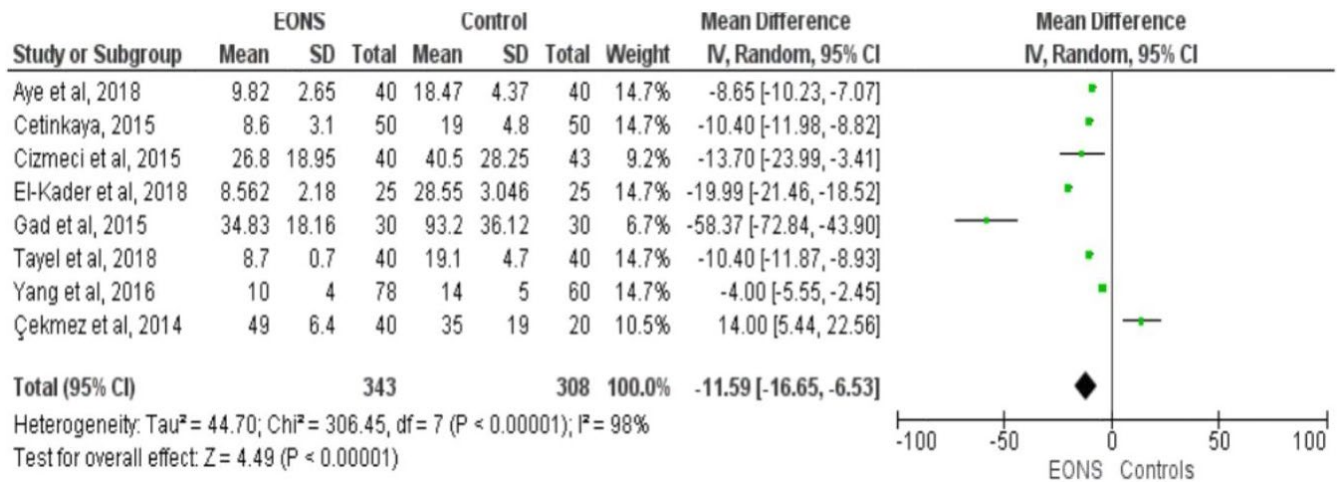 EONS Control Mean Difference Mean Difference
Study or Subgroup Mean SD Total Mean SD Total Weight IV, Random, 95% CI IV, Random, 95% CI
Aye et al, 2018 9.82 2.65 40 18.47 4.37 40 14.7% -8.65 [-10.23, -7.07]
Cetinkaya, 2015 8.6 3.1 50 19 4.8 50 14.7% -10.40 [-11.98, -8.82]
Cizmeci et al, 2015 26.8 18.95 40 40.5 28.25 43 9.2% -13.70 [-23.99, -3.41]
El-Kader et al, 2018 8.562 2.18 25 28.55 3.046 25 14.7% -19.99 [-21.46, -18.52]
Gad et al, 2015 34.83 18.16 30 93.2 36.12 30 6.7% -58.37 [-72.84, -43.90]
Tayel et al, 2018 8.7 0.7 40 19.1 4.7 40 14.7% -10.40 [-11.87, -8.93]
Yang et al, 2016 10 4 78 14 5 60 14.7% -4.00 [-5.55, -2.45]
Çekmez et al, 2014 49 6.4 40 35 19 20 10.5% 14.00 [5.44, 22.56]
Total (95% CI) 343 308 100.0% -11.59 [-16.65, -6.53]
Heterogeneity: Tau² = 44.70; Chi² = 306.45, df = 7 (P < 0.00001); I² = 98%
Test for overall effect: Z = 4.49 (P < 0.00001)
-100 -50 0 50 100
EONS Controls